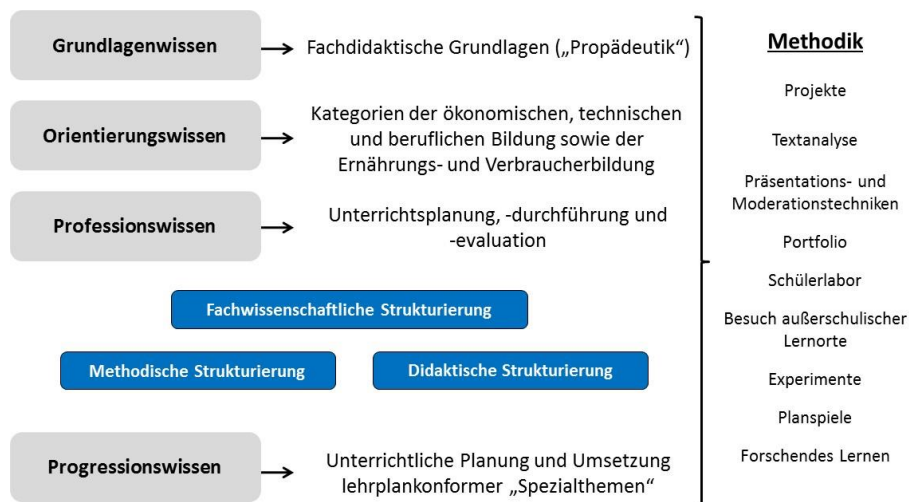 Grundlagenwissen
Fachdidaktische Grundlagen („Propädeutik“)
Orientierungswissen
Kategorien der ökonomischen, technischen
und beruflichen Bildung sowie der
Ernährungs- und Verbraucherbildung
Professionswissen
Unterrichtsplanung, -durchführung und
-evaluation
Fachwissenschaftliche Strukturierung
Methodische Strukturierung
Didaktische Strukturierung
Progressionswissen
Unterrichtliche Planung und Umsetzung
lehrplankonformer „Spezialthemen“
Methodik
Projekte
Textanalyse
Präsentations- und
Moderationstechniken
Portfolio
Schülerlabor
Besuch außerschulischer
Lernorte
Experimente
Planspiele
Forschendes Lernen